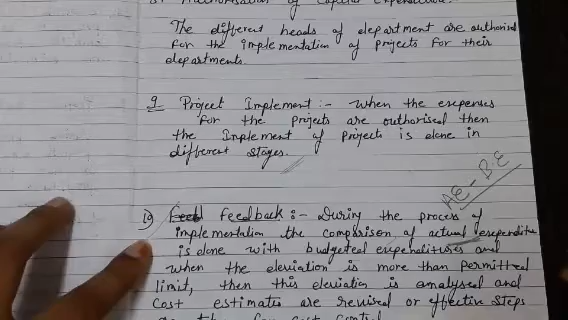 Authorisation of Capital Expenditure.
The different heads of department are authorised
for the implementation of projects for their
departments.
9 Project Implement :- When the expenses
for the projects are authorised then
the Implement of projects is done in
different stages.
AE - BE
10) Feedback :- During the process of
implementation the comparison of actual expenditure
is done with budgeted expenditures and
when the deviation is more than permitted
limit, then this deviation is analysed and
cost estimates are revised or effective steps